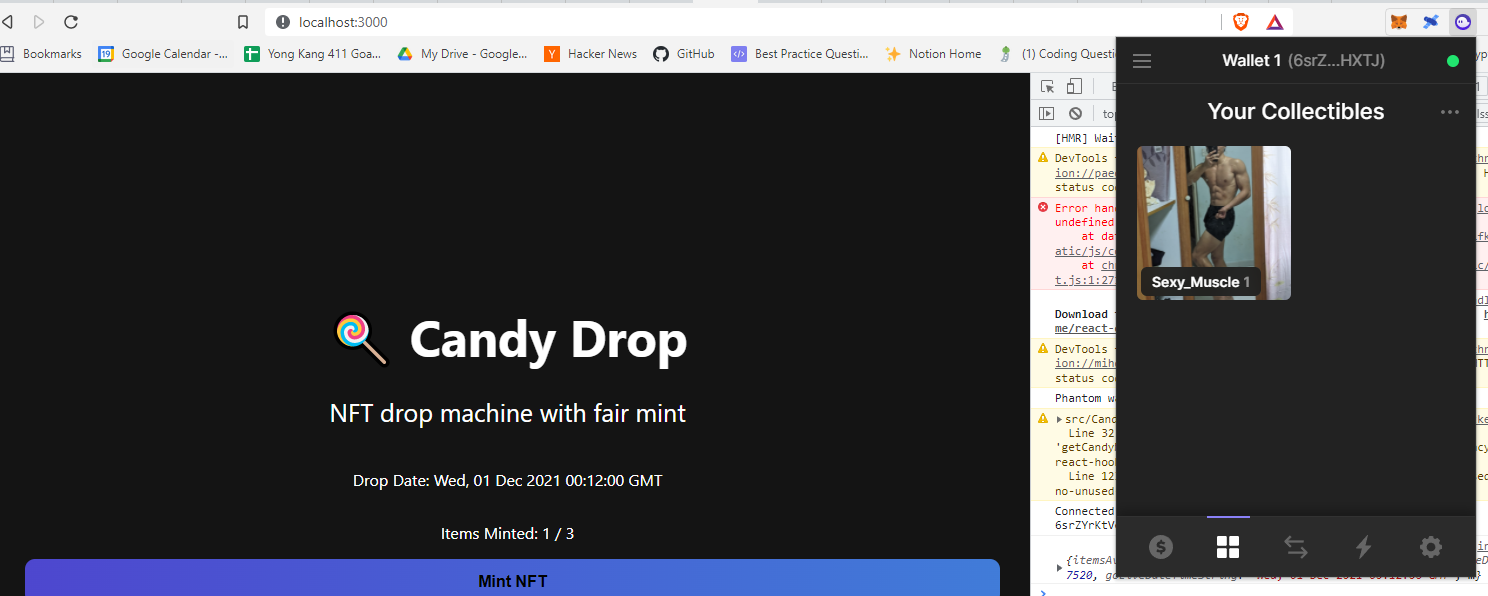 localhost:3000
Bookmarks
Google Calendar -...
Yong Kang 411 Goa...
My Drive - Google...
Hacker News
GitHub
Best Practice Questi...
Notion Home
(1) Coding Questi
Wallet 1 (6srZ...HXTJ)
Your Collectibles
Sexy_Muscle 1
Candy Drop
NFT drop machine with fair mint
Drop Date: Wed, 01 Dec 2021 00:12:00 GMT
Items Minted: 1 / 3
Mint NFT
top
[HMR] Wai
DevTools
ion://pae
status co
Error han
undefined
at da
atic/js/c
at ch
t.js:1:27
Download
me/react-
DevTools
ion://mih
status co
Phantom w
src/Cand
Line 32
'getCandy
react-hoo
Line 12
no-unused
Connected
6srZYrKtV
{itemsA
7520,